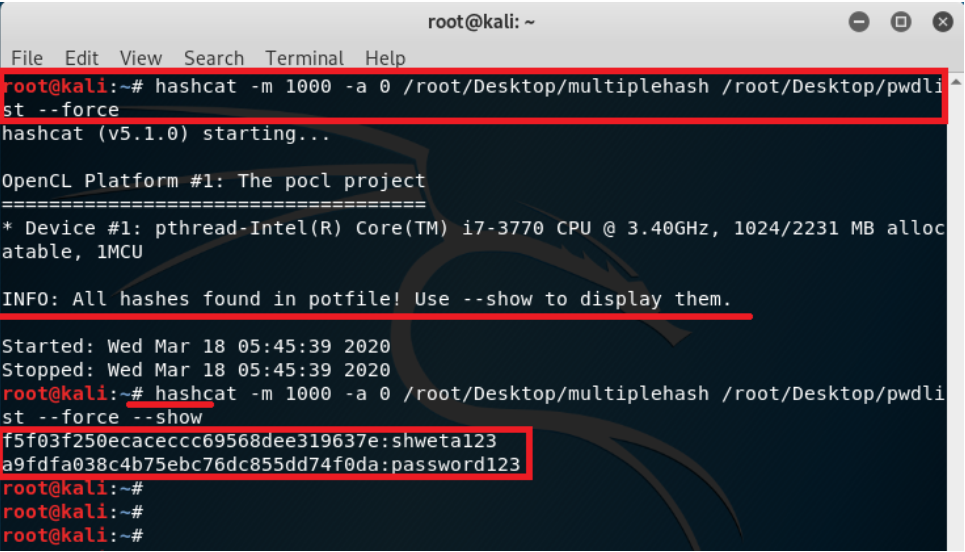 root@kali: ~
File Edit View Search Terminal Help
root@kali:~# hashcat -m 1000 -a 0 /root/Desktop/multiplehash /root/Desktop/pwdli
st --force
hashcat (v5.1.0) starting...
OpenCL Platform #1: The pocl project
====================================
* Device #1: pthread-Intel(R) Core(TM) i7-3770 CPU @ 3.40GHz, 1024/2231 MB alloc
atable, 1MCU
INFO: All hashes found in potfile! Use --show to display them.
Started: Wed Mar 18 05:45:39 2020
Stopped: Wed Mar 18 05:45:39 2020
root@kali:~# hashcat -m 1000 -a 0 /root/Desktop/multiplehash /root/Desktop/pwdli
st --force --show
f5f03f250ecaceccc69568dee319637e:shweta123
a9fdfa038c4b75ebc76dc855dd74f0da:password123
root@kali:~#
root@kali:~#
root@kali:~#